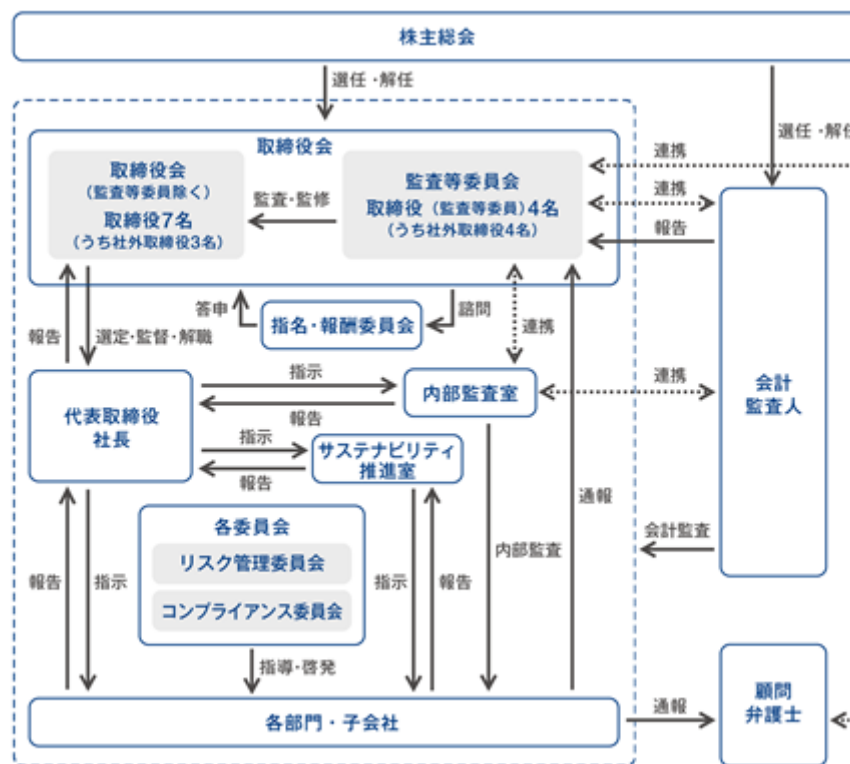 株主総会
選任・解任
選任・解任
取締役会
取締役会
(監査等委員除く)
取締役7名
(うち社外取締役3名)
監査・監修
監査等委員会
取締役(監査等委員)4名
(うち社外取締役4名)
連携
連携
報告
報告
選定・監督・解職
答申
指名・報酬委員会
諮問
連携
代表取締役
社長
指示
報告
内部監査室
連携
会計
監査人
指示
報告
サステナビリティ
推進室
通報
各委員会
リスク管理委員会
コンプライアンス委員会
報告
指示
指示
報告
内部監査
会計監査
指導・啓発
各部門・子会社
通報
顧問
弁護士